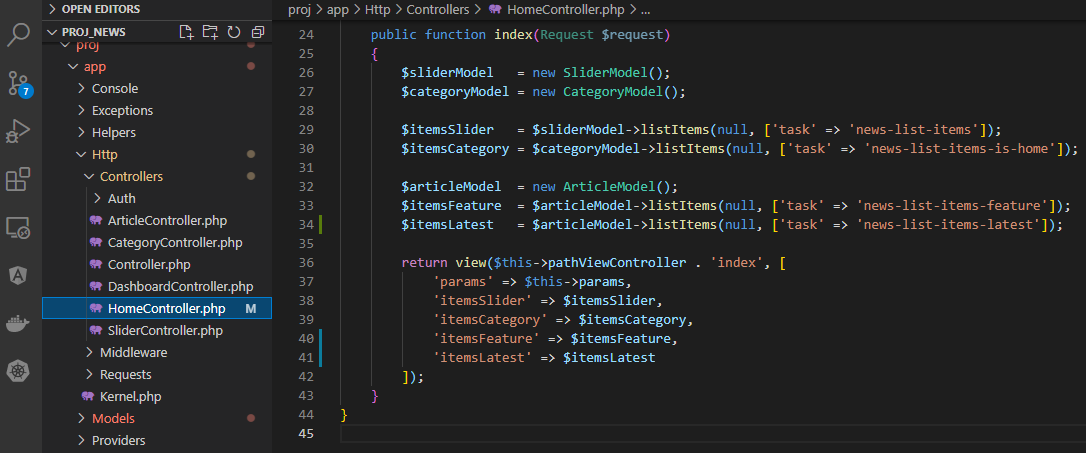 OPEN EDITORS
PROJ_NEWS
proj
app
Console
Exceptions
Helpers
Http
Controllers
Auth
ArticleController.php
CategoryController.php
Controller.php
DashboardController.php
HomeController.php M
SliderController.php
Middleware
Requests
Kernel.php
Models
Providers
7
proj > app > Http > Controllers > HomeController.php > ...
24 public function index(Request $request)
25 {
26 $sliderModel = new SliderModel();
27 $categoryModel = new CategoryModel();
28
29 $itemsSlider = $sliderModel->listItems(null, ['task' => 'news-list-items']);
30 $itemsCategory = $categoryModel->listItems(null, ['task' => 'news-list-items-is-home']);
31
32 $articleModel = new ArticleModel();
33 $itemsFeature = $articleModel->listItems(null, ['task' => 'news-list-items-feature']);
34 $itemsLatest = $articleModel->listItems(null, ['task' => 'news-list-items-latest']);
35
36 return view($this->pathViewController . 'index', [
37 'params' => $this->params,
38 'itemsSlider' => $itemsSlider,
39 'itemsCategory' => $itemsCategory,
40 'itemsFeature' => $itemsFeature,
41 'itemsLatest' => $itemsLatest
42 ]);
43 }
44 }
45